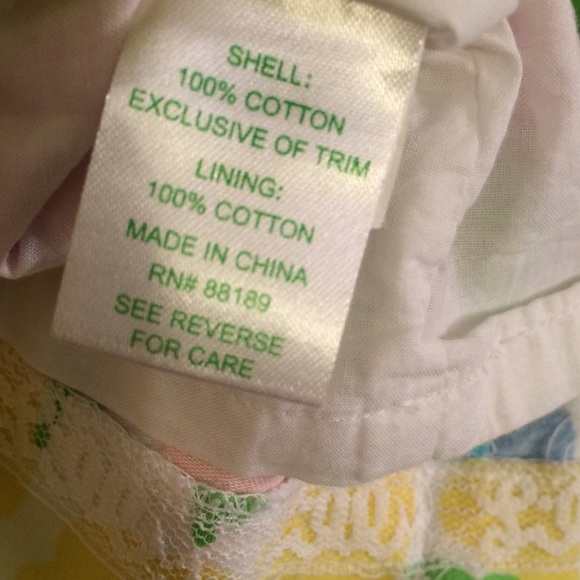 SHELL:
100% COTTON
EXCLUSIVE OF TRIM
LINING:
100% COTTON
MADE IN CHINA
RN# 88189
SEE REVERSE
FOR CARE